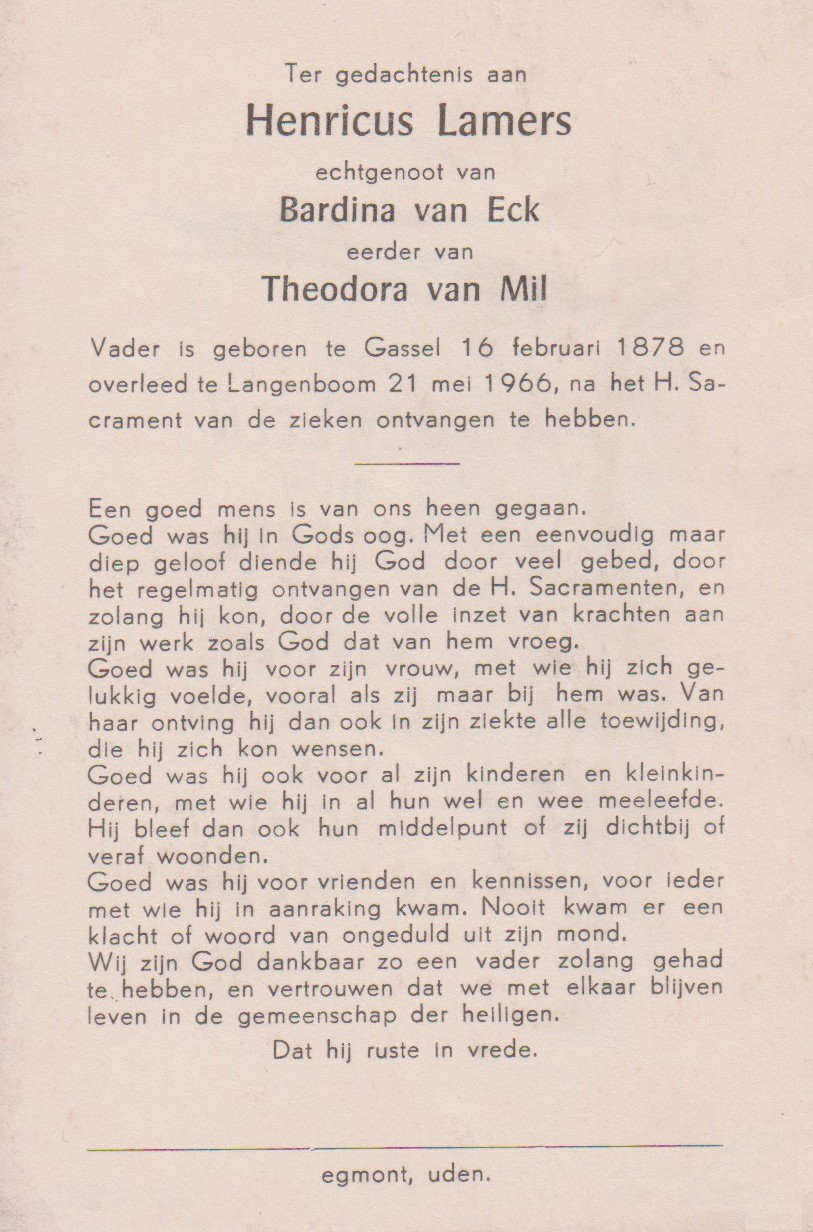 Ter gedachtenis aan
Henricus Lamers
echtgenoot van
Bardina van Eck
eerder van
Theodora van Mil
Vader is geboren te Gassel 16 februari 1878 en
overleed te Langenboom 21 mei 1966, na het H. Sa-
crament van de zieken ontvangen te hebben.
Een goed mens is van ons heen gegaan.
Goed was hij in Gods oog. Met een eenvoudig maar
diep geloof diende hij God door veel gebed, door
het regelmatig ontvangen van de H. Sacramenten, en
zolang hij kon, door de volle inzet van krachten aan
zijn werk zoals God dat van hem vroeg.
Goed was hij voor zijn vrouw, met wie hij zich ge-
lukkig voelde, vooral als zij maar bij hem was. Van
haar ontving hij dan ook in zijn ziekte alle toewijding,
die hij zich kon wensen.
Goed was hij ook voor al zijn kinderen en kleinkin-
deren, met wie hij in al hun wel en wee meeleefde.
Hij bleef dan ook hun middelpunt of zij dichtbij of
veraf woonden.
Goed was hij voor vrienden en kennissen, voor ieder
met wie hij in aanraking kwam. Nooit kwam er een
klacht of woord van ongeduld uit zijn mond.
Wij zijn God dankbaar zo een vader zolang gehad
te hebben, en vertrouwen dat we met elkaar blijven
leven in de gemeenschap der heiligen.
Dat hij ruste in vrede.
egmont, uden.